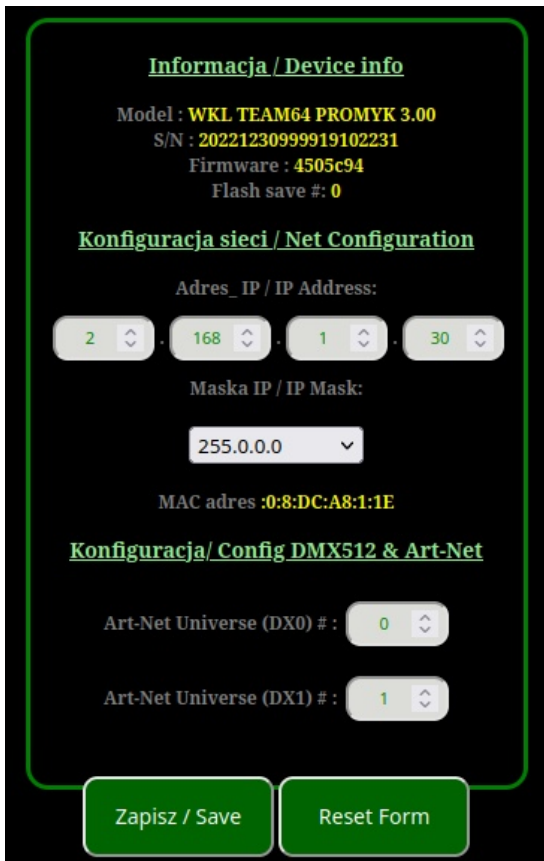 Informacja / Device info
Model : WKL TEAM64 PROMYK 3.00
S/N : 20221230999919102231
Firmware : 4505c94
Flash save #: 0
Konfiguracja sieci / Net Configuration
Adres_ IP / IP Address:
2 . 168 . 1 . 30
Maska IP / IP Mask:
255.0.0.0
MAC adres :0:8:DC:A8:1:1E
Konfiguracja/ Config DMX512 & Art-Net
Art-Net Universe (DX0) # : 0
Art-Net Universe (DX1) # : 1
Zapisz / Save Reset Form